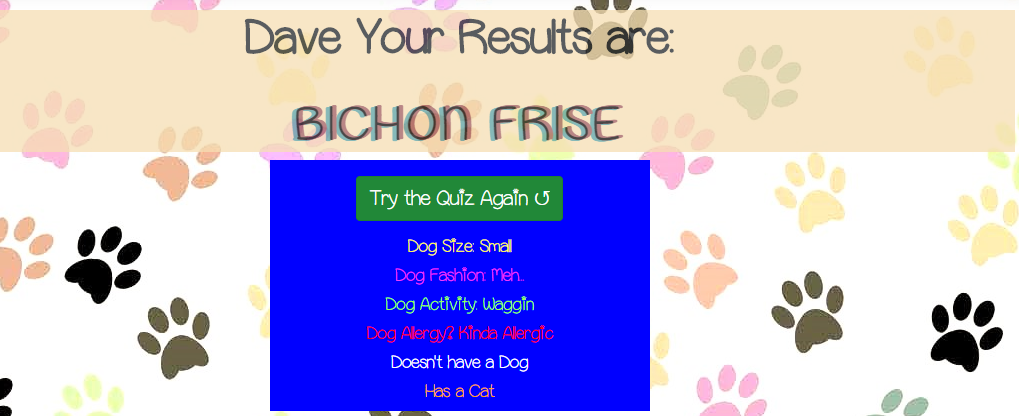 Dave Your Results are:
BICHON FRISE
Try the Quiz Again ↺
Dog Size: Small
Dog Fashion: Meh..
Dog Activity: Waggin
Dog Allergy? Kinda Allergic
Doesn't have a Dog
Has a Cat